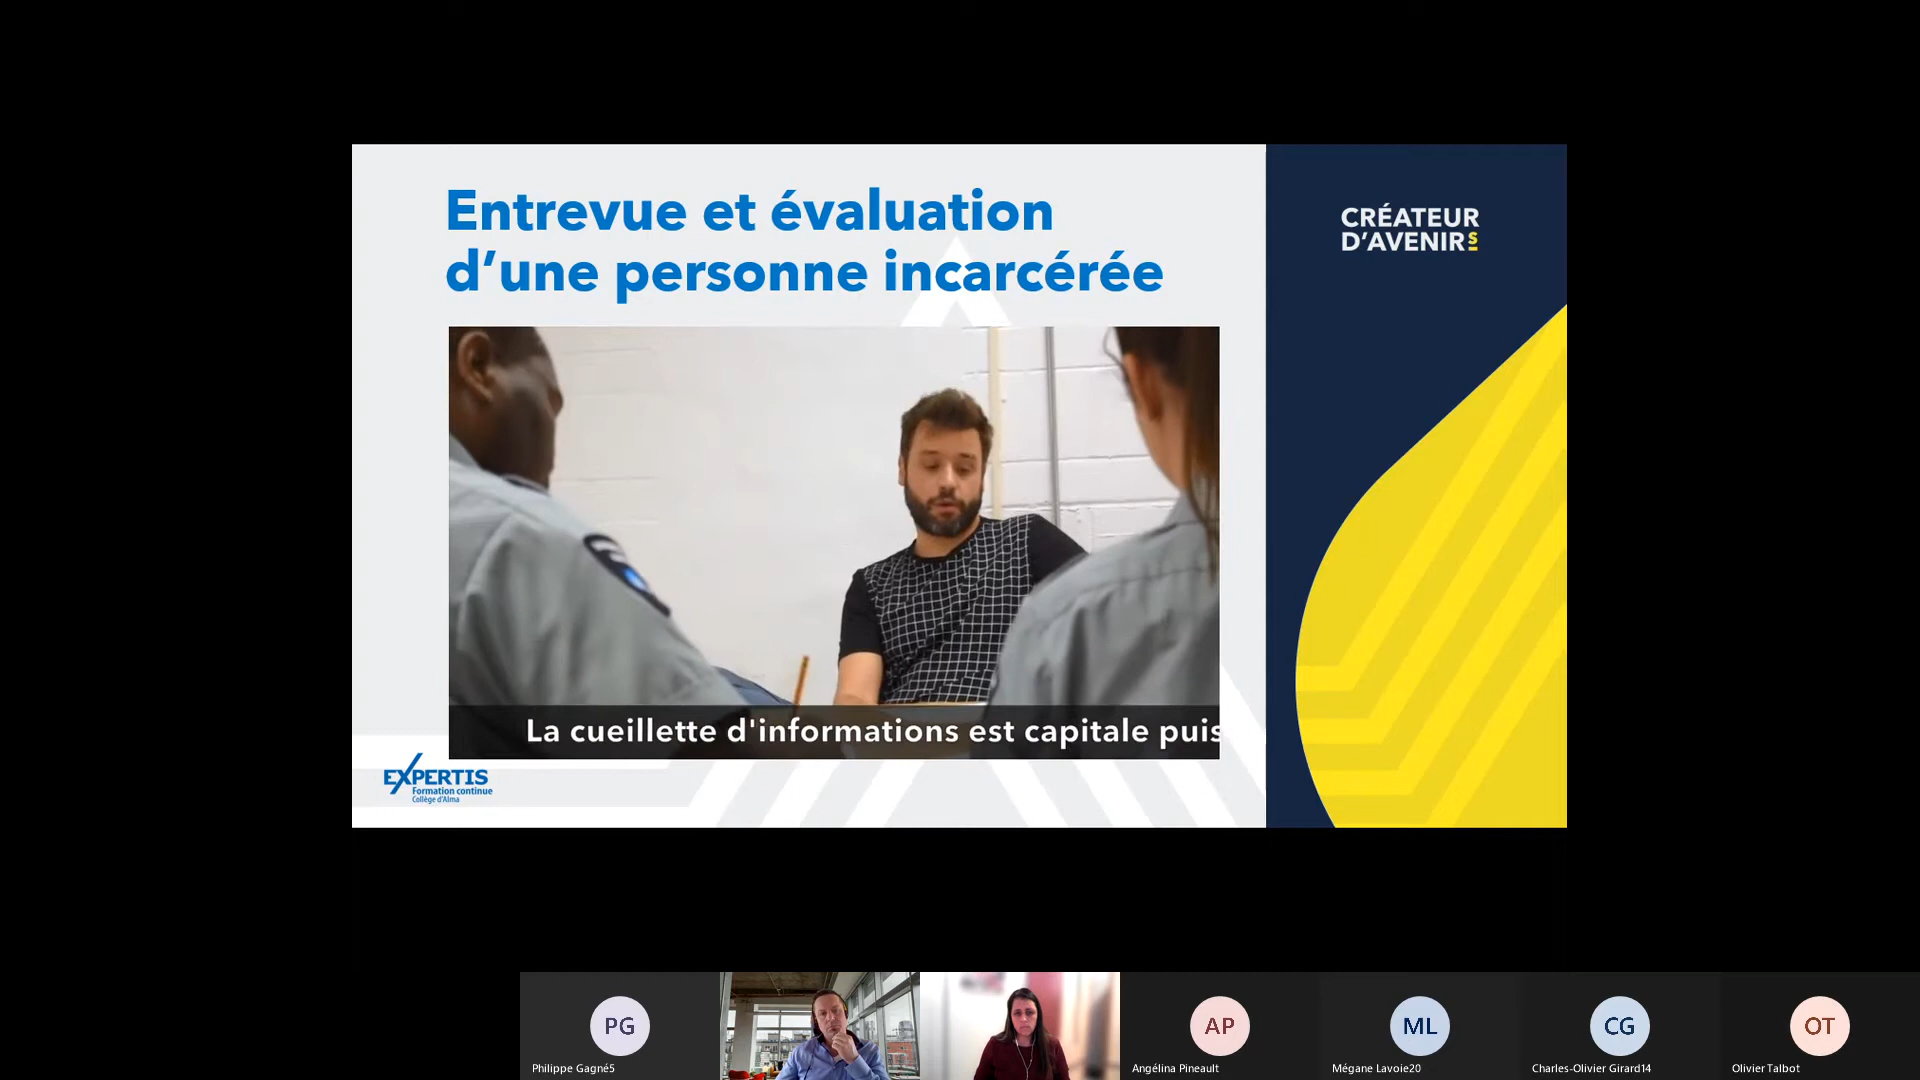 Entrevue et évaluation
d’une personne incarcérée
CRÉATEUR
D’AVENIRS
La cueillette d'informations est capitale puis
EXPERTIS
Formation continue
Collège d'Alma
PG
AP
ML
CG
OT
Philippe Gagné5
Angélina Pineault
Mégane Lavoie20
Charles-Olivier Girard14
Olivier Talbot